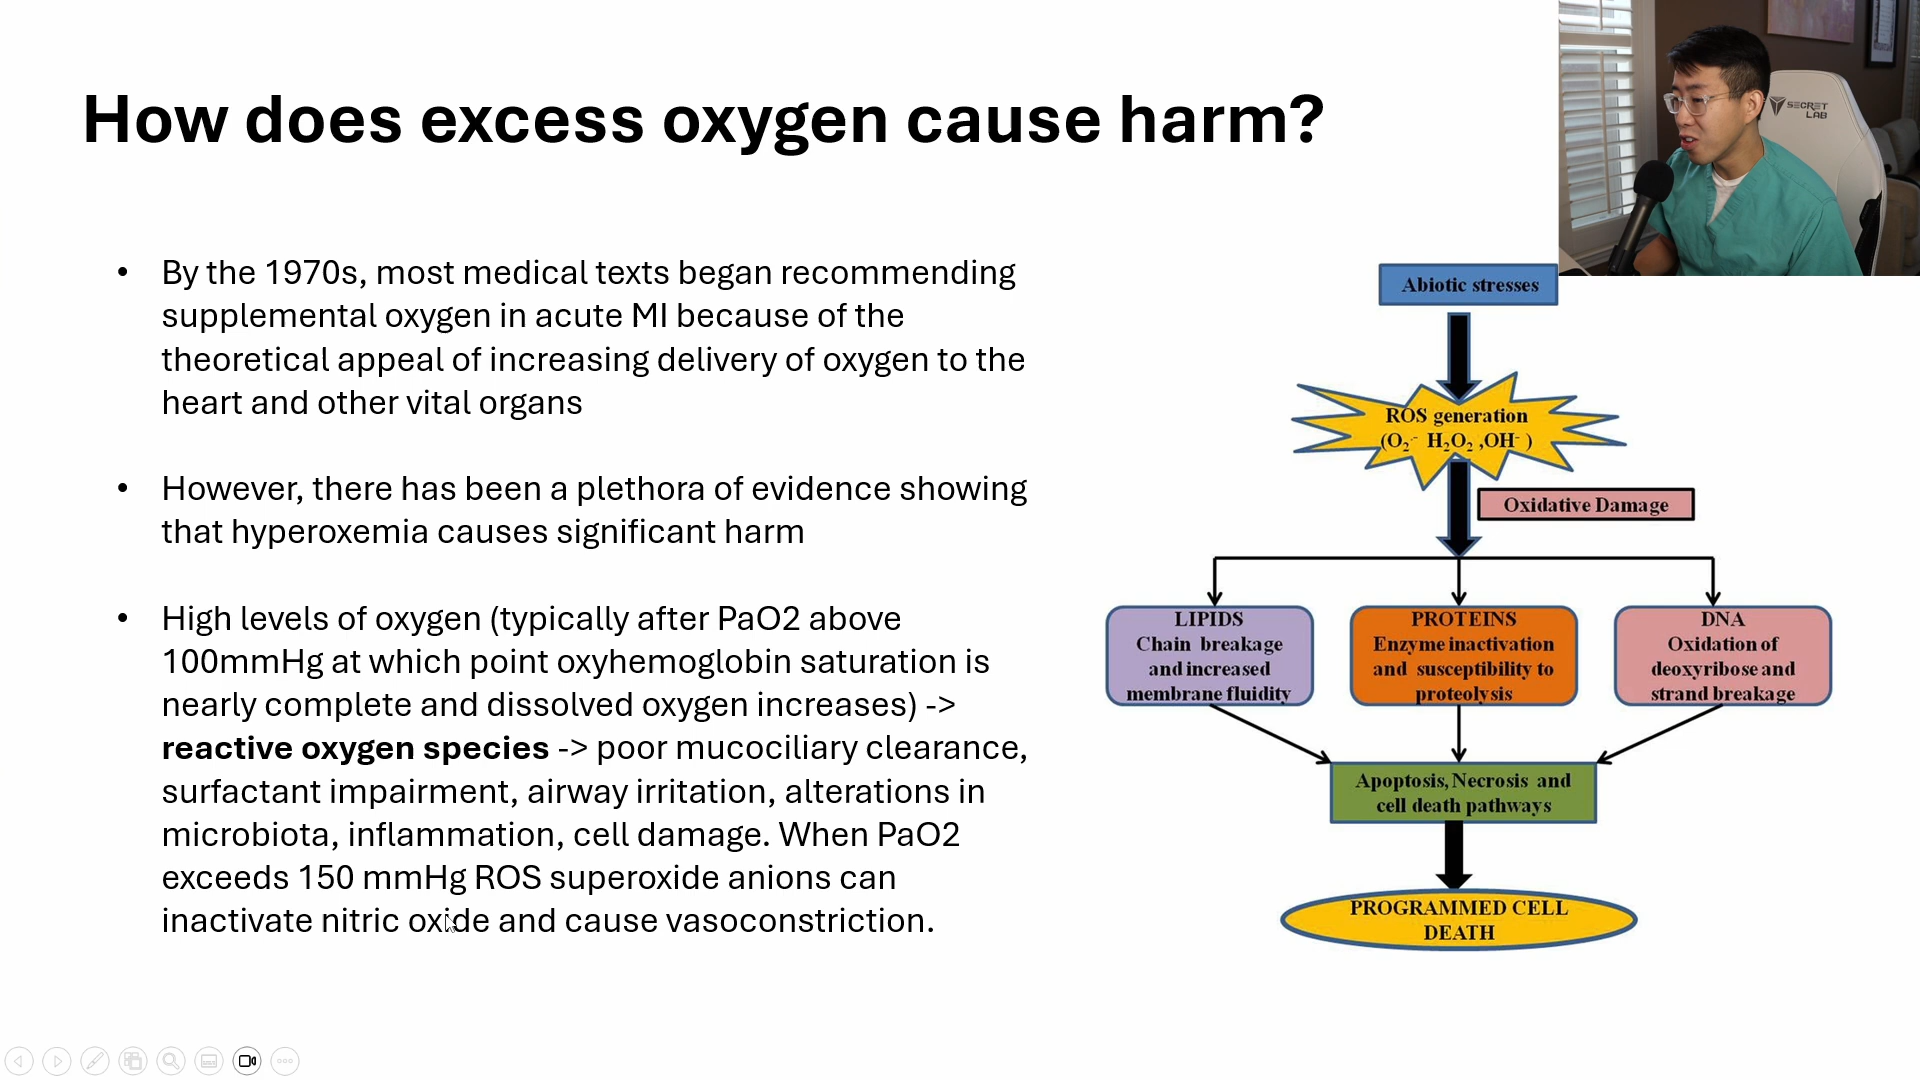 How does excess oxygen cause harm?
SECRET
LAB
• By the 1970s, most medical texts began recommending
supplemental oxygen in acute MI because of the
theoretical appeal of increasing delivery of oxygen to the
heart and other vital organs
• However, there has been a plethora of evidence showing
that hyperoxemia causes significant harm
• High levels of oxygen (typically after PaO2 above
100mmHg at which point oxyhemoglobin saturation is
nearly complete and dissolved oxygen increases) ->
reactive oxygen species -> poor mucociliary clearance,
surfactant impairment, airway irritation, alterations in
microbiota, inflammation, cell damage. When PaO2
exceeds 150 mmHg ROS superoxide anions can
inactivate nitric oxide and cause vasoconstriction.
Abiotic stresses
ROS generation
(O₂·⁻ H₂O₂ ,OH⁻ )
Oxidative Damage
LIPIDS
Chain breakage
and increased
membrane fluidity
PROTEINS
Enzyme inactivation
and susceptibility to
proteolysis
DNA
Oxidation of
deoxyribose and
strand breakage
Apoptosis, Necrosis and
cell death pathways
PROGRAMMED CELL
DEATH